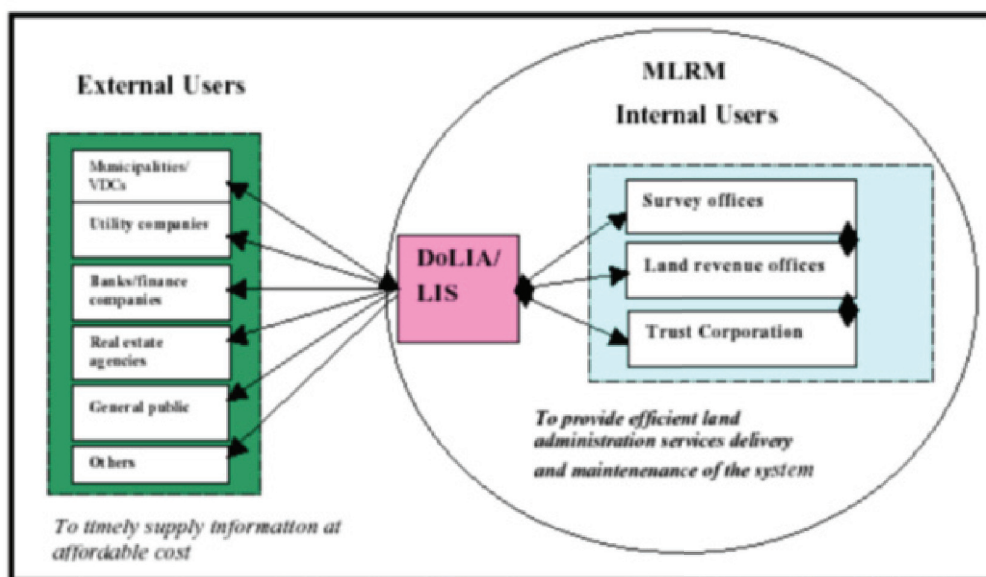 External Users
Municipalities/
VDCs
Utility companies
Banks/finance
companies
Real estate
agencies
General public
Others
To timely supply information at
affordable cost
DoLIA/
LIS
MLRM
Internal Users
Survey offices
Land revenue offices
Trust Corporation
To provide efficient land
administration services delivery
and maintenenance of the system